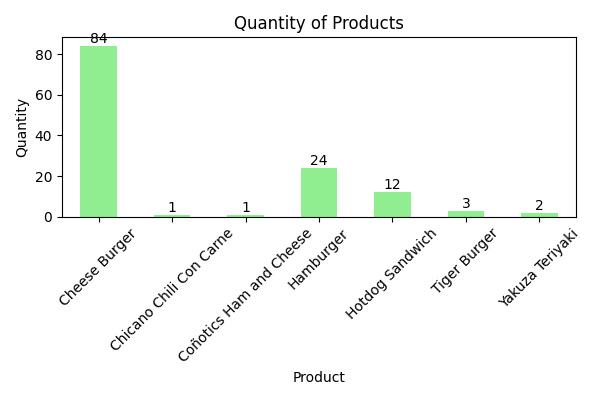 Quantity of Products
Quantity
80
60
40
20
0
84
1
1
24
12
3
2
Cheese Burger
Chicano Chili Con Carne
Coñotics Ham and Cheese
Hamburger
Hotdog Sandwich
Tiger Burger
Yakuza Teriyaki
Product